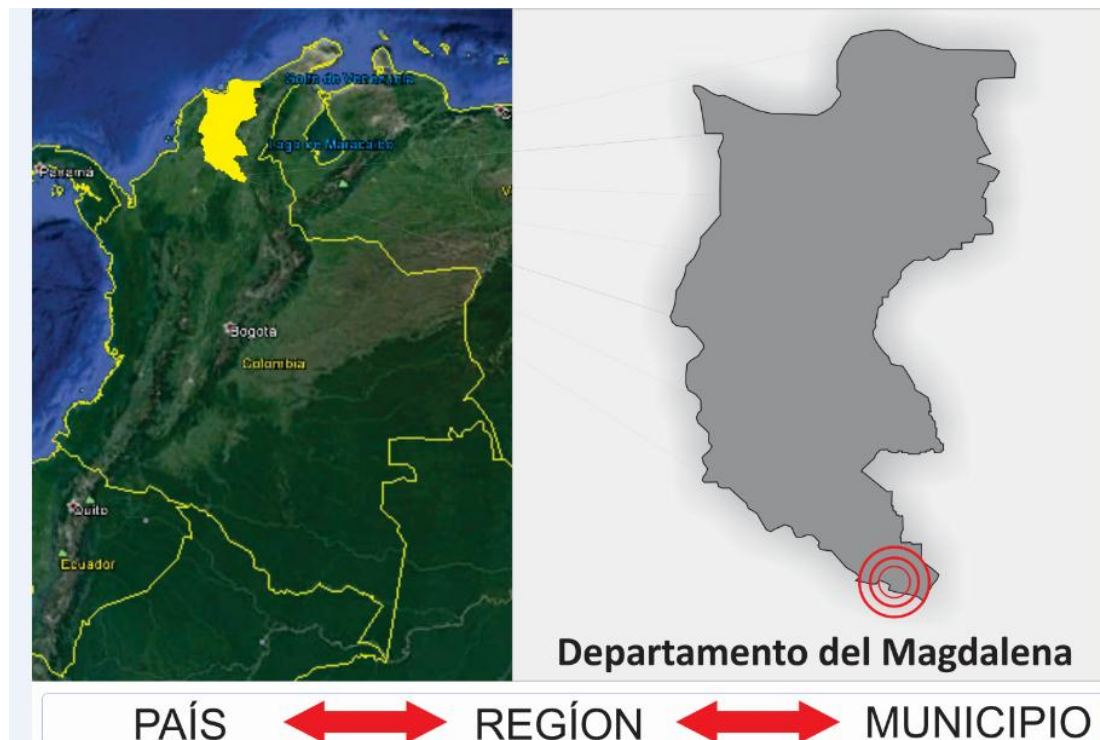 Golfo de Venezuela
Lago de Maracaibo
Panamá
Bogota
Colombia
Quito
Ecuador
Departamento del Magdalena
PAÍS REGÍON MUNICIPIO